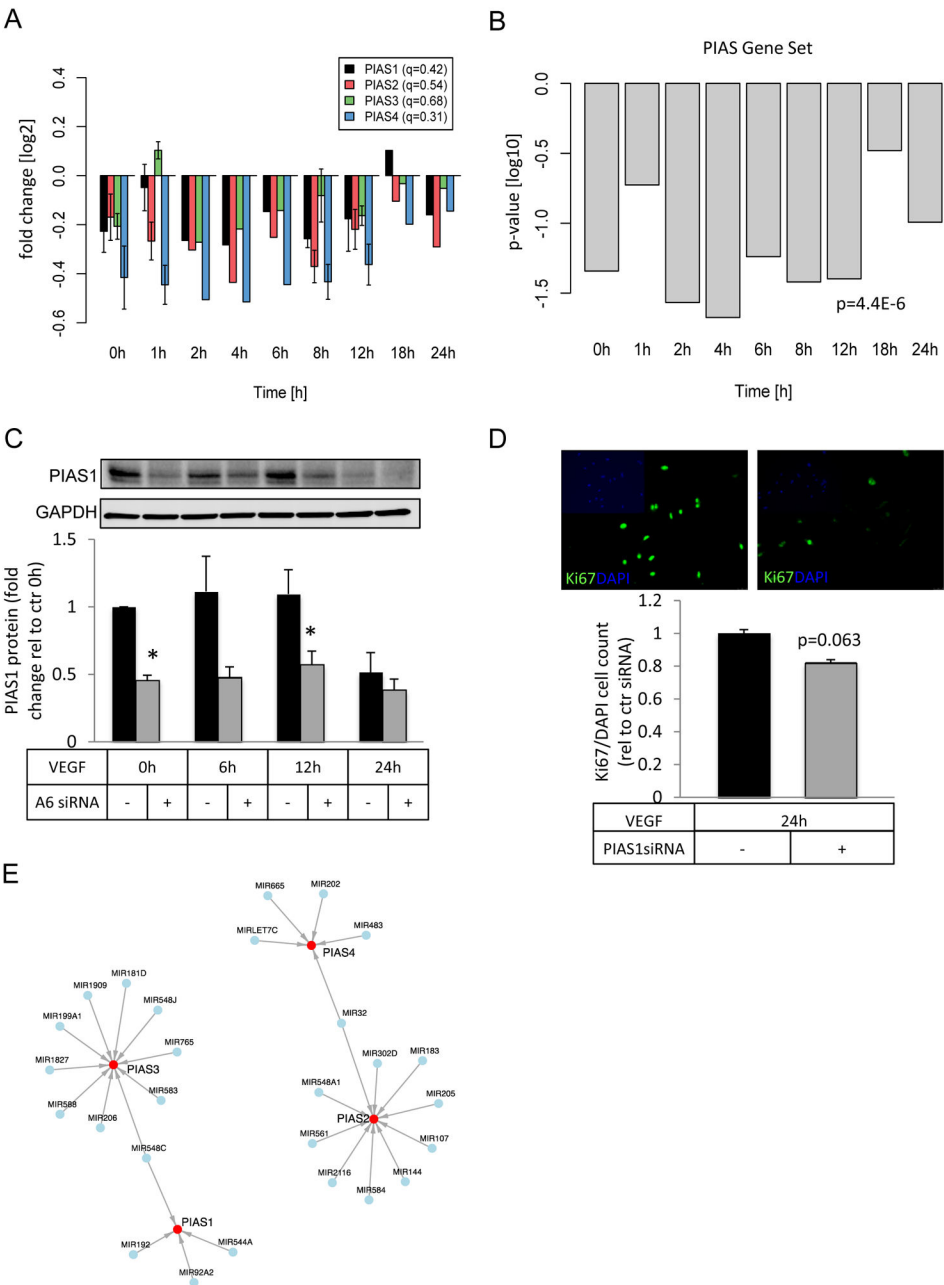 A
PIAS1 (q=0.42)
PIAS2 (q=0.54)
PIAS3 (q=0.68)
PIAS4 (q=0.31)
fold change [log2]
0.4
0.2
0.0
-0.2
-0.4
-0.6
0h 1h 2h 4h 6h 8h 12h 18h 24h
Time [h]
B
PIAS Gene Set
p-value [log10]
0.0
-0.5
-1.0
-1.5
p=4.4E-6
0h 1h 2h 4h 6h 8h 12h 18h 24h
Time [h]
C
PIAS1
GAPDH
PIAS1 protein (fold
change rel to ctr 0h)
1.5
1
0.5
0
* *
VEGF 0h 6h 12h 24h
A6 siRNA - + - + - + - +
D
Ki67DAPI Ki67DAPI
Ki67/DAPI cell count
(rel to ctr siRNA)
1.2
1
0.8
0.6
0.4
0.2
0
p=0.063
VEGF 24h
PIAS1siRNA - +
E
MIR665 MIR202
MIRLET7C MIR483
PIAS4
MIR181D
MIR1909 MIR548J
MIR199A1
MIR765
MIR1827
PIAS3
MIR583
MIR588
MIR206
MIR548C
PIAS1
MIR192 MIR544A
MIR92A2
MIR32
MIR302D MIR183
MIR548A1
MIR205
PIAS2
MIR561 MIR107
MIR2116 MIR144
MIR584